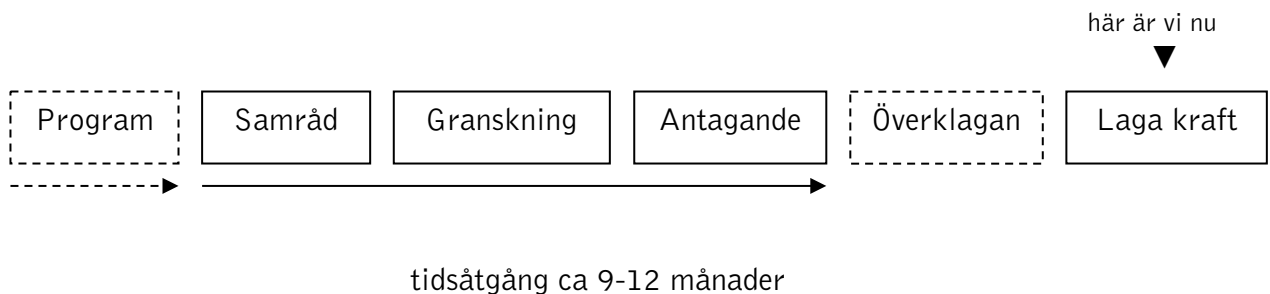 här är vi nu
Program Samråd Granskning Antagande Överklagan Laga kraft
tidsåtgång ca 9-12 månader